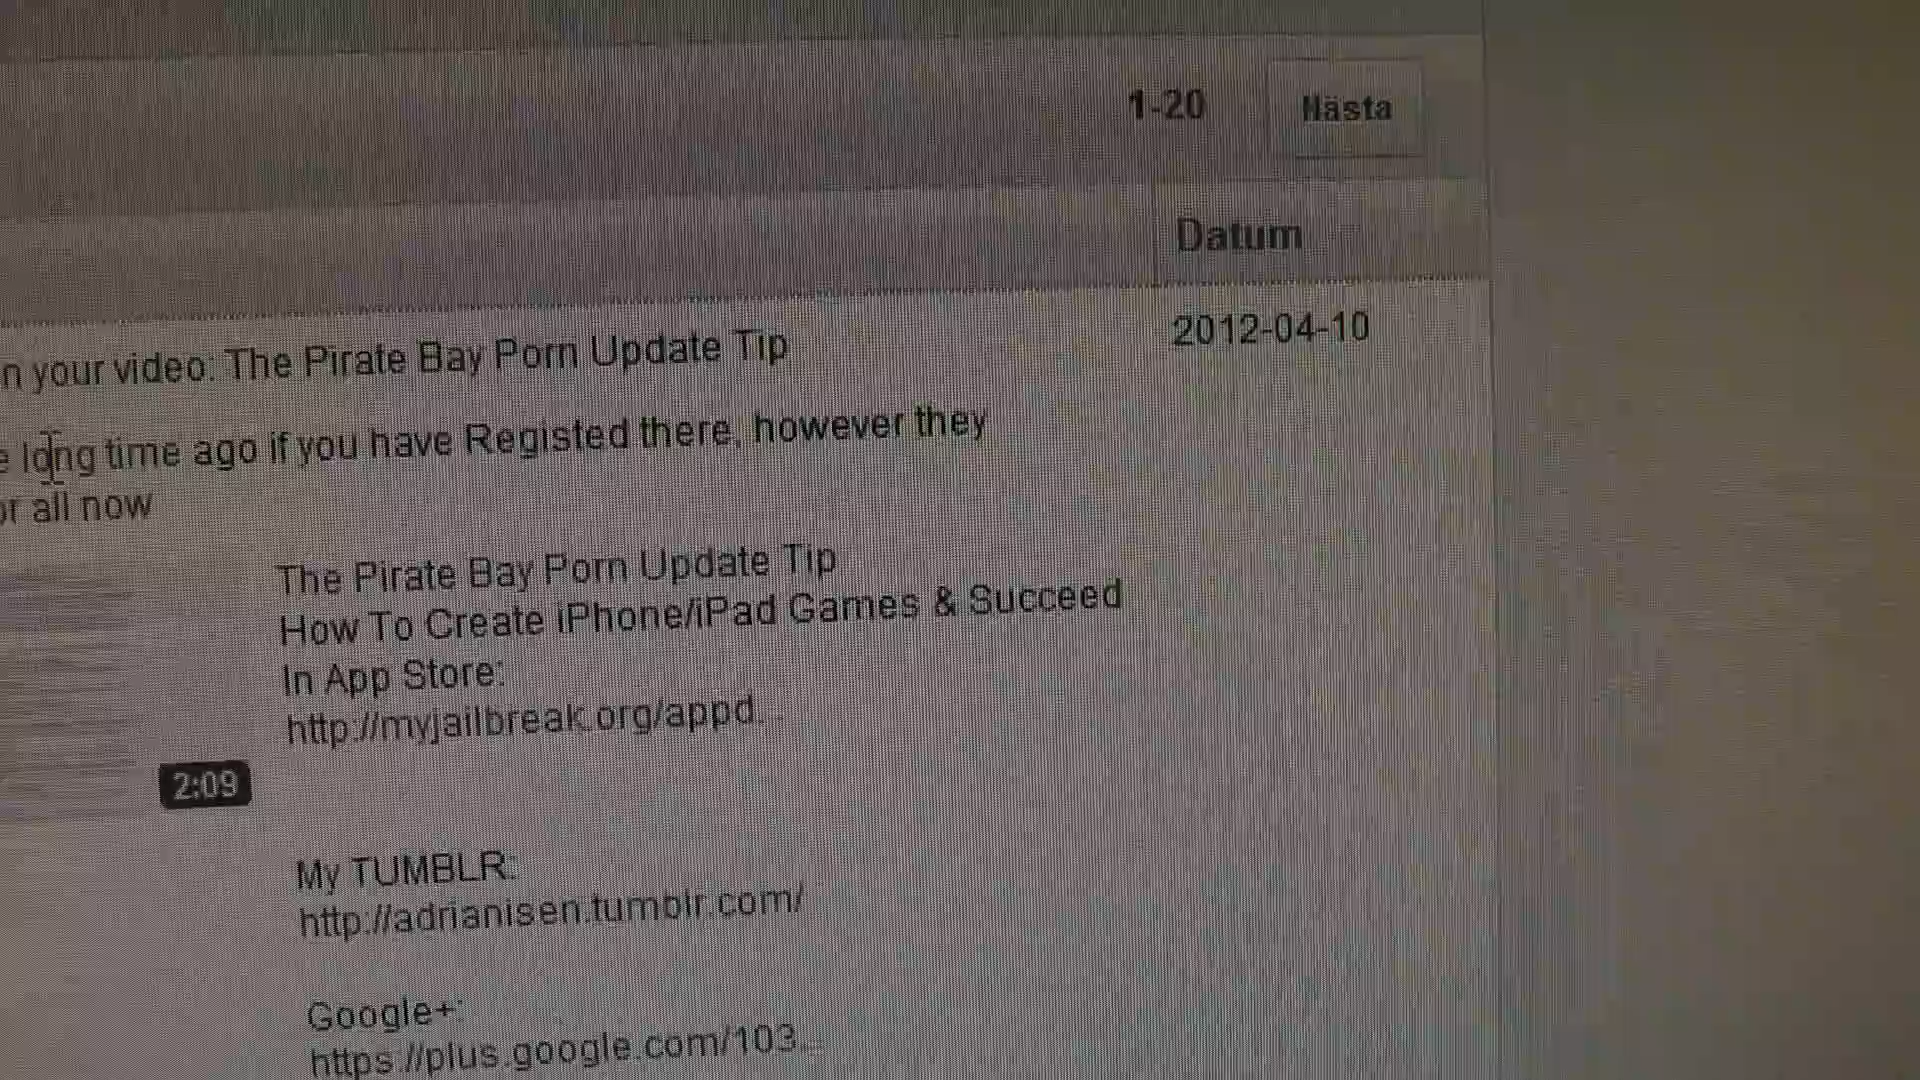 1-20 Nästa
Datum
n your video: The Pirate Bay Porn Update Tip 2012-04-10
e long time ago if you have Registed there, however they
or all now
The Pirate Bay Porn Update Tip
How To Create iPhone/iPad Games & Succeed
In App Store:
http://myjailbreak.org/appd...
2:09
My TUMBLR:
http://adrianisen.tumblr.com/
Google+:
https://plus.google.com/103...